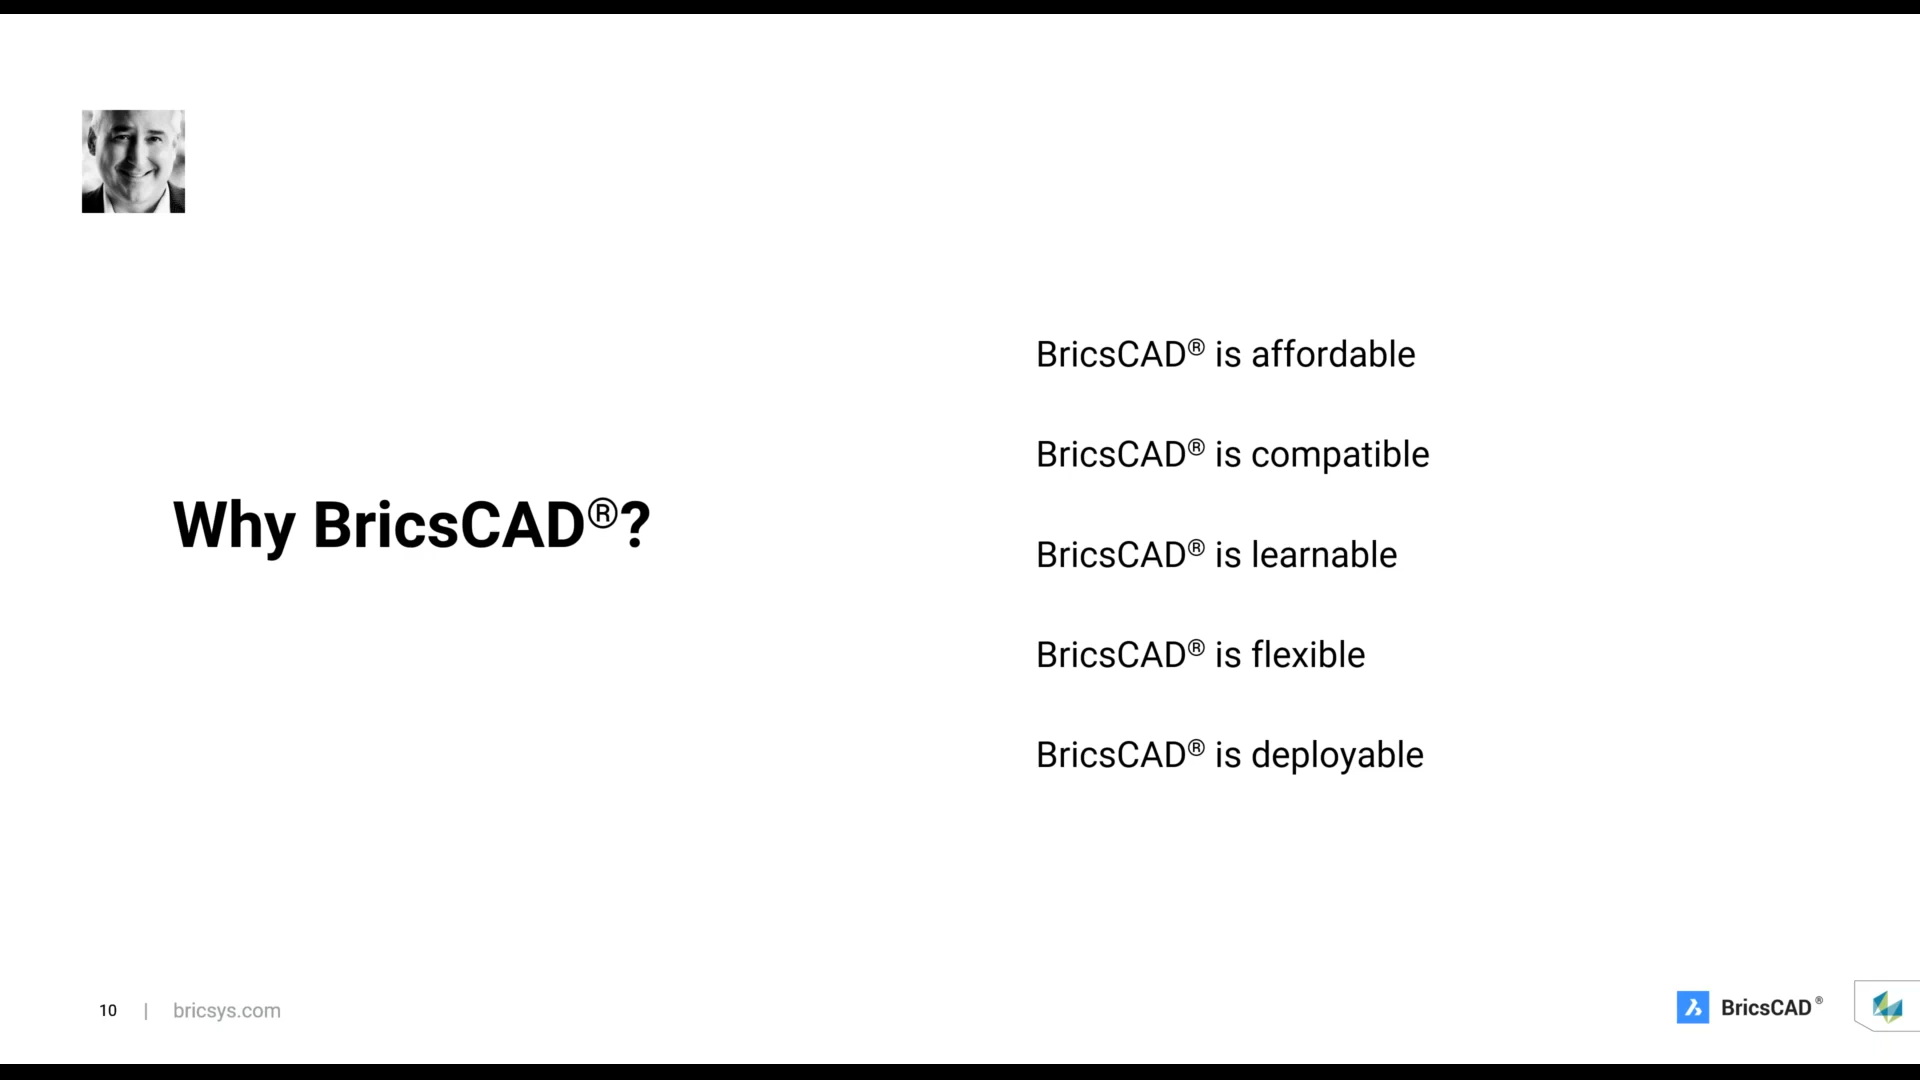 Why BricsCAD®?
BricsCAD® is affordable
BricsCAD® is compatible
BricsCAD® is learnable
BricsCAD® is flexible
BricsCAD® is deployable
10 | bricsys.com
BricsCAD®